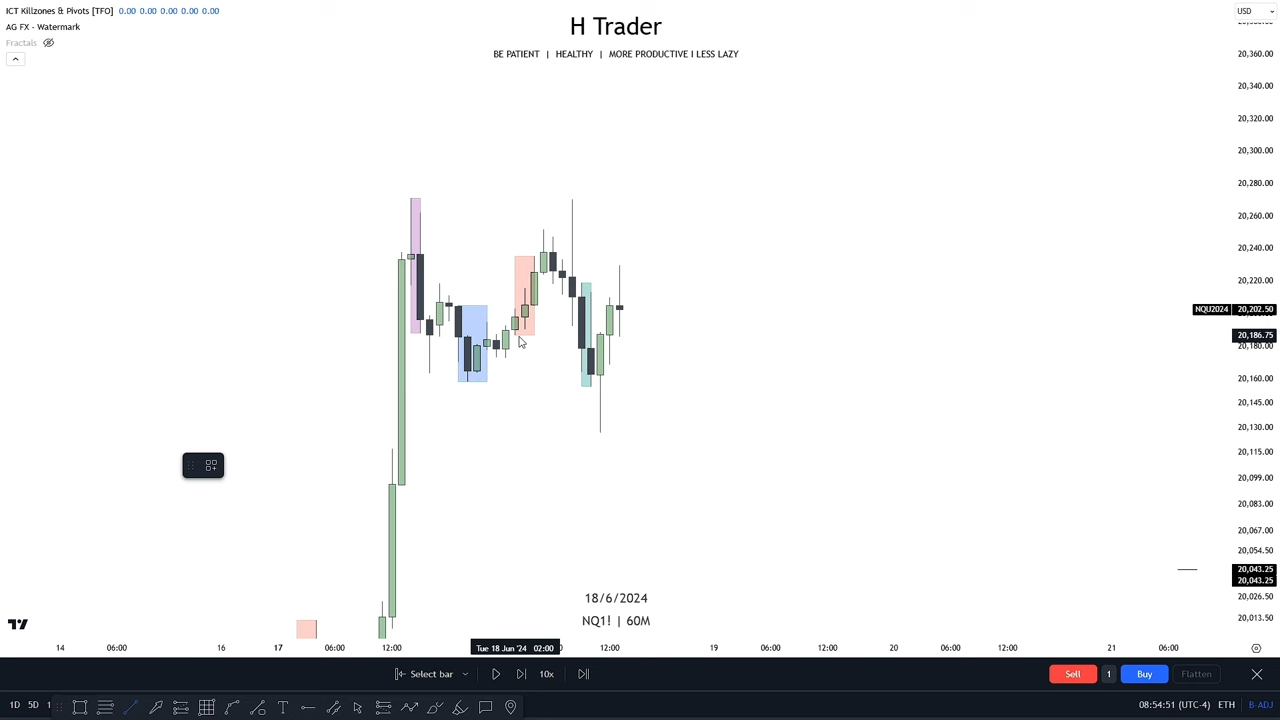 ICT Killzones & Pivots [TFO] 0.00 0.00 0.00 0.00 0.00
AG FX - Watermark
Fractals
H Trader
BE PATIENT | HEALTHY | MORE PRODUCTIVE I LESS LAZY
USD
20,360.00
20,340.00
20,320.00
20,300.00
20,280.00
20,260.00
20,240.00
20,220.00
NQU2024 20,202.50
20,186.75
20,180.00
20,160.00
20,145.00
20,130.00
20,115.00
20,099.00
20,083.00
20,067.00
20,054.50
20,043.25
20,043.25
20,026.50
20,013.50
18/6/2024
NQ1! | 60M
14 06:00 16 17 06:00 12:00 Tue 18 Jun '24 02:00 12:00 19 06:00 12:00 20 06:00 12:00 21 06:00
Select bar 10x Sell 1 Buy Flatten
1D 5D 08:54:51 (UTC-4) ETH B-ADJ